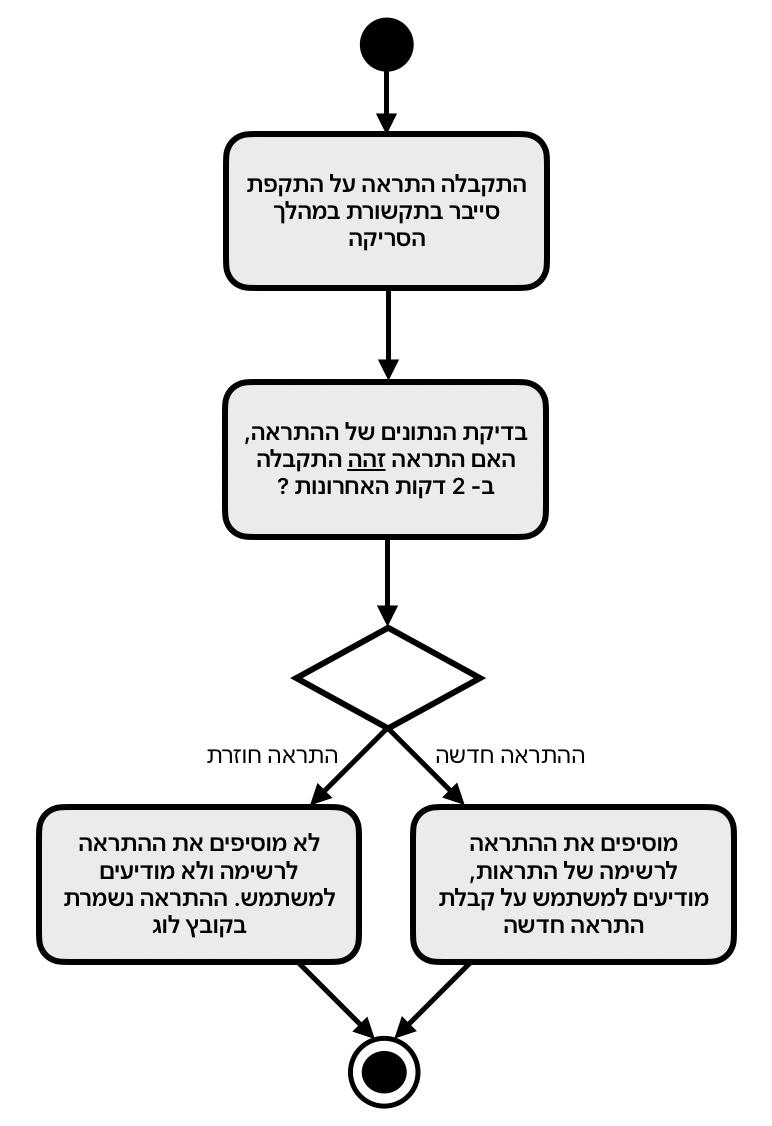 התקבלה התראה על התקפת
סייבר בתקשורת במהלך
הסריקה
בדיקת הנתונים של ההתראה,
האם התראה זהה התקבלה
ב- 2 דקות האחרונות ?
ההתראה חדשה
התראה חוזרת
מוסיפים את ההתראה
לרשימה של התראות,
מודיעים למשתמש על קבלת
התראה חדשה
לא מוסיפים את ההתראה
לרשימה ולא מודיעים
למשתמש. ההתראה נשמרת
בקובץ לוג